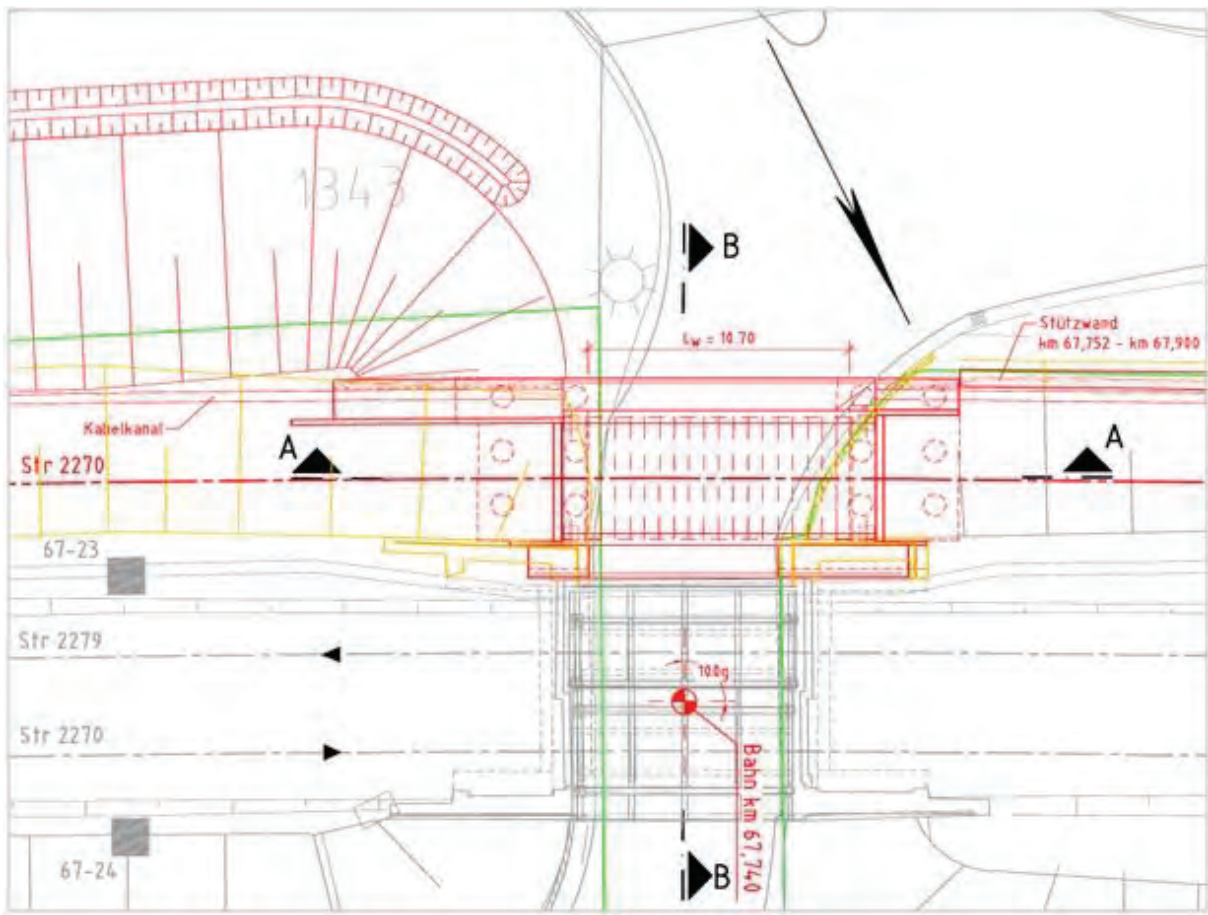 1343
B
Lw = 10.70
Stützwand
km 67,752 - km 67,900
Kabelkanal
A
A
Str 2270
67-23
Str 2279
100g
Str 2270
Bahn km 67,740
67-24
B